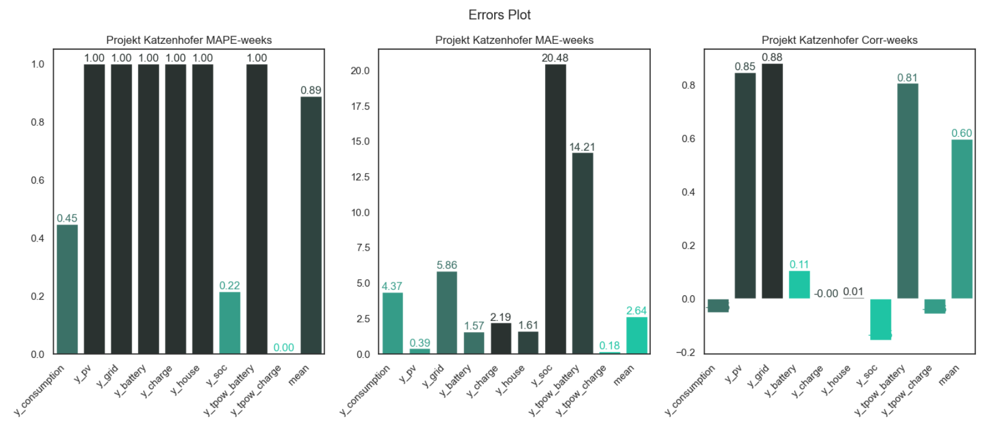 Errors Plot
Projekt Katzenhofer MAPE-weeks
1.0
0.8
0.6
0.4
0.2
0.0
0.45
1.00
1.00
1.00
1.00
1.00
0.22
1.00
0.00
0.89
y_consumption
y_pv
y_grid
y_battery
y_charge
y_house
y_soc
y_tpow_battery
y_tpow_charge
mean
Projekt Katzenhofer MAE-weeks
20.0
17.5
15.0
12.5
10.0
7.5
5.0
2.5
0.0
4.37
0.39
5.86
1.57
2.19
1.61
20.48
14.21
0.18
2.64
y_consumption
y_pv
y_grid
y_battery
y_charge
y_house
y_soc
y_tpow_battery
y_tpow_charge
mean
Projekt Katzenhofer Corr-weeks
0.8
0.6
0.4
0.2
0.0
−0.2
0.85
0.88
0.11
-0.00
0.01
0.81
0.60
y_consumption
y_pv
y_grid
y_battery
y_charge
y_house
y_soc
y_tpow_battery
y_tpow_charge
mean